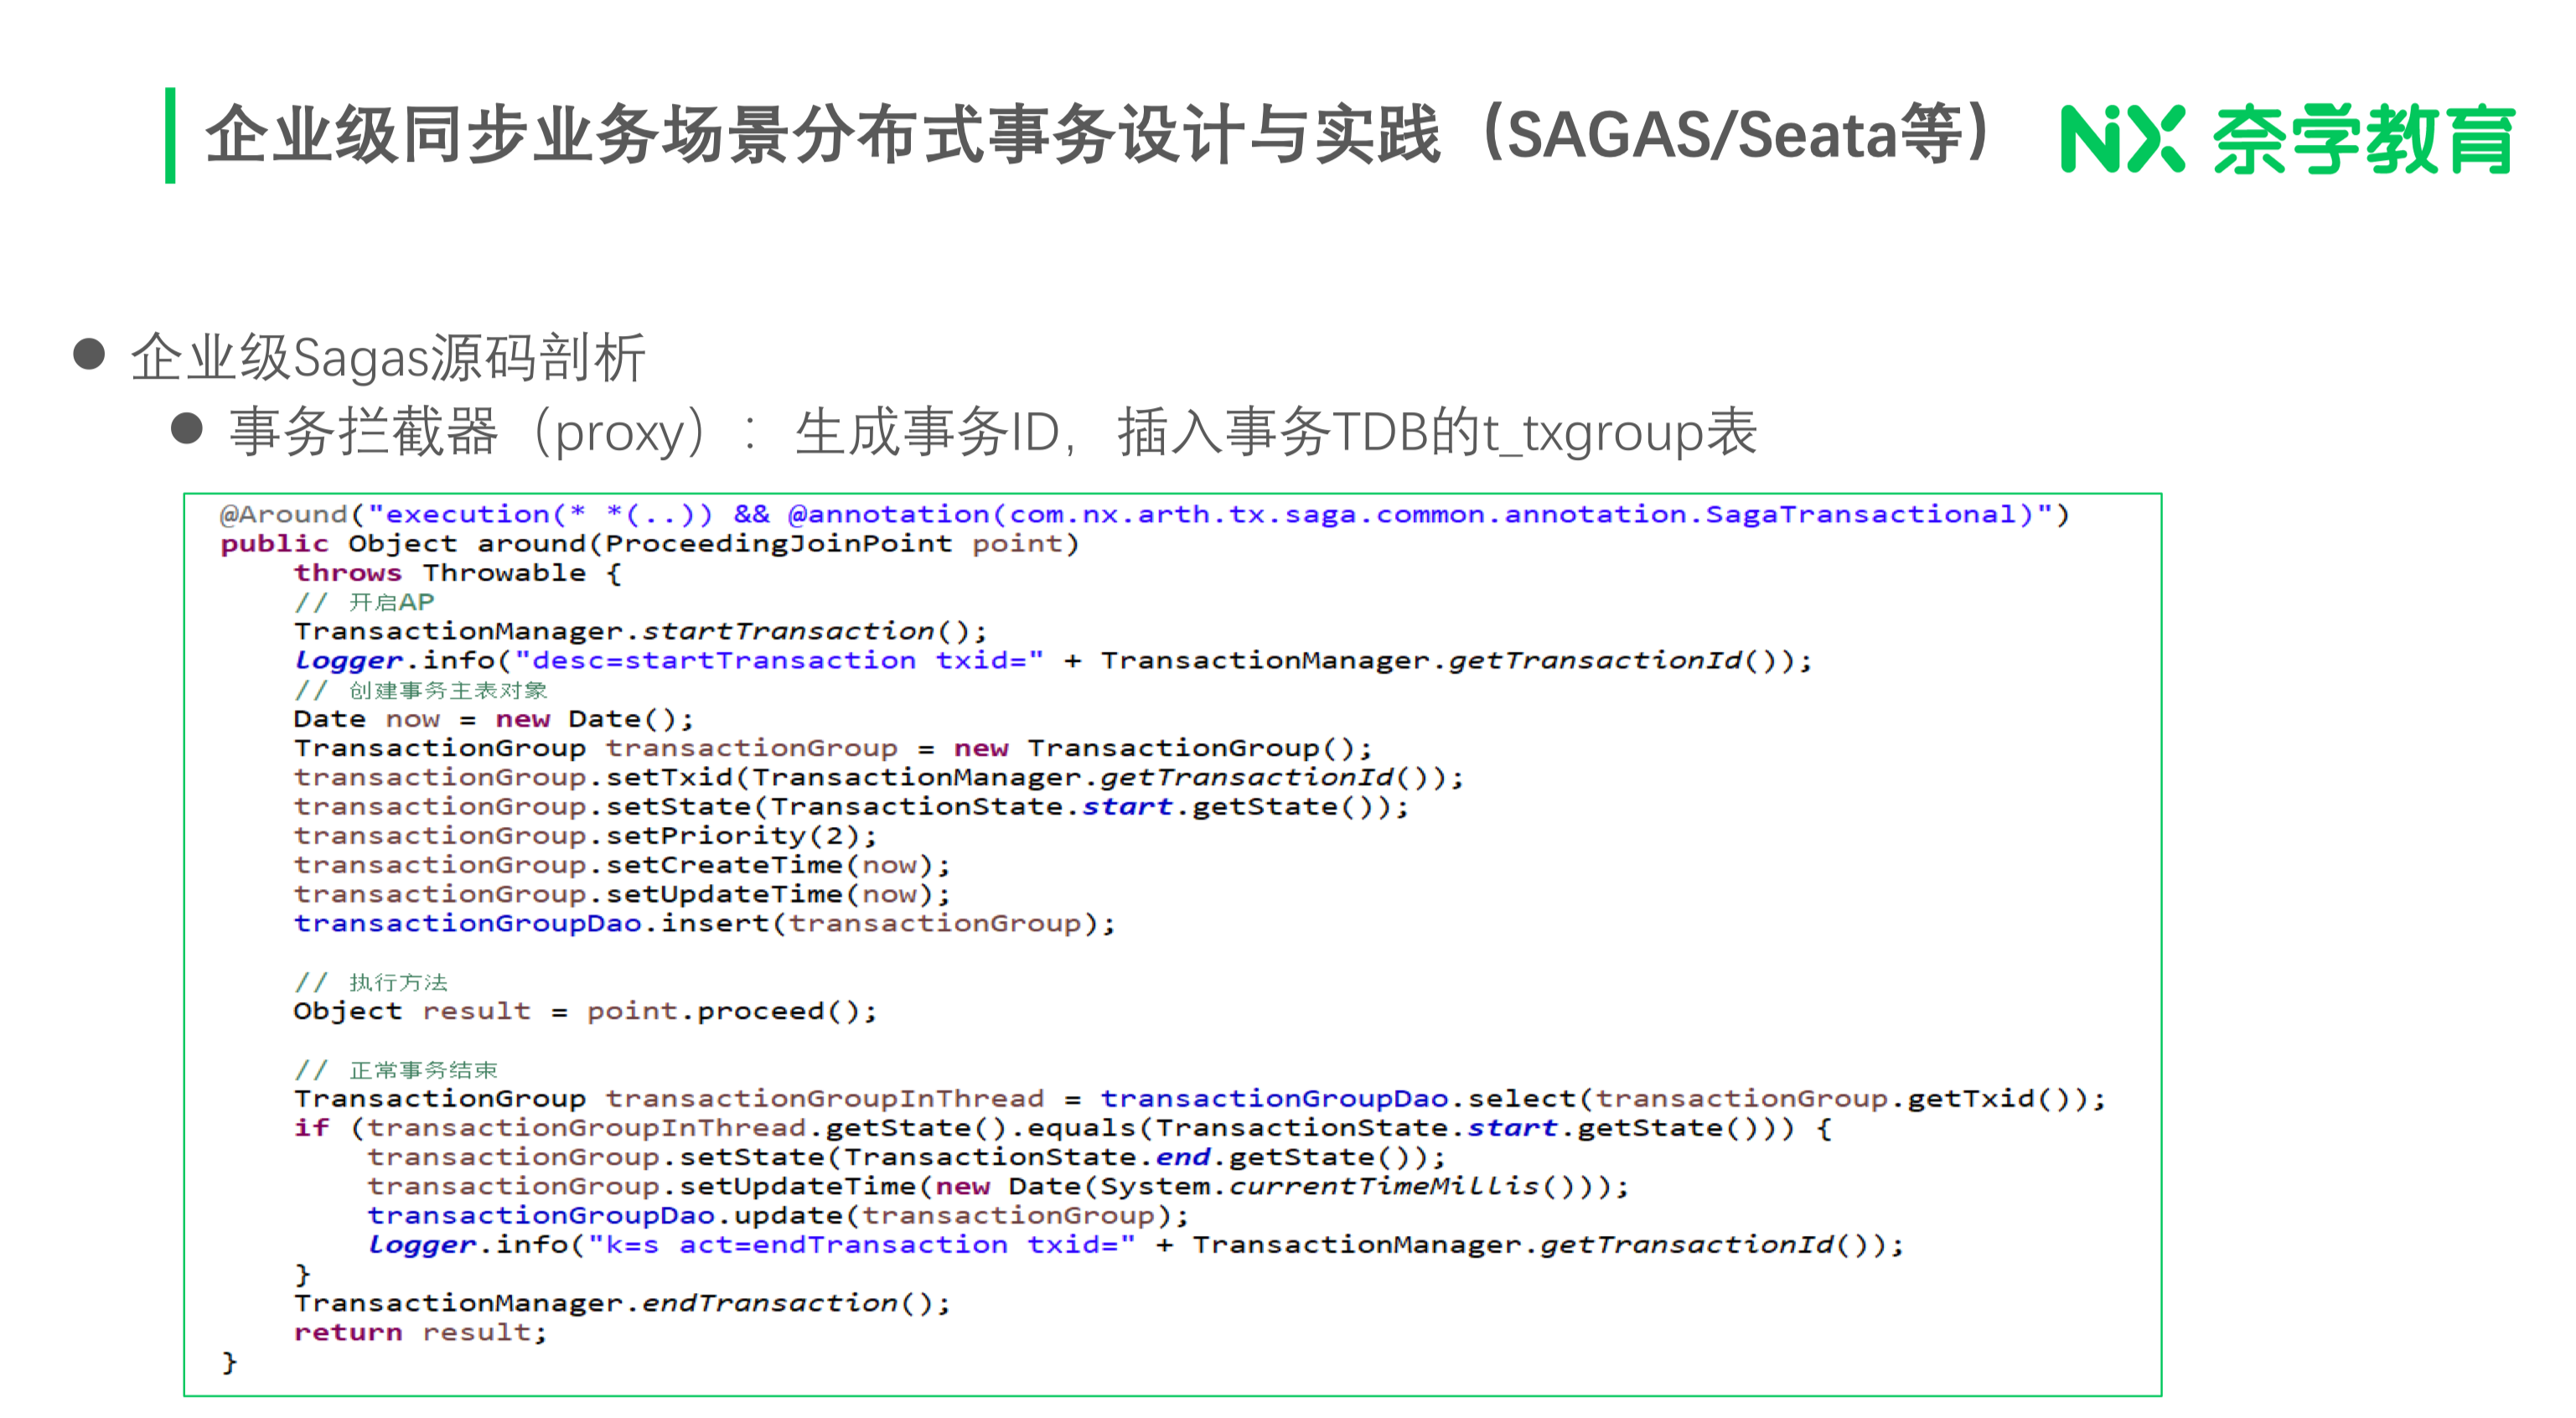 企业级同步业务场景分布式事务设计与实践（SAGAS/Seata等）
NiX 奈学教育
企业级Sagas源码剖析
事务拦截器（proxy）：生成事务ID，插入事务TDB的t_txgroup表
@Around("execution(* *(..)) && @annotation(com.nx.arth.tx.saga.common.annotation.SagaTransactional)")
public Object around(ProceedingJoinPoint point)
    throws Throwable {
    // 开启AP
    TransactionManager.startTransaction();
    logger.info("desc=startTransaction txid=" + TransactionManager.getTransactionId());
    // 创建事务主表对象
    Date now = new Date();
    TransactionGroup transactionGroup = new TransactionGroup();
    transactionGroup.setTxid(TransactionManager.getTransactionId());
    transactionGroup.setState(TransactionState.start.getState());
    transactionGroup.setPriority(2);
    transactionGroup.setCreateTime(now);
    transactionGroup.setUpdateTime(now);
    transactionGroupDao.insert(transactionGroup);
    // 执行方法
    Object result = point.proceed();
    // 正常事务结束
    TransactionGroup transactionGroupInThread = transactionGroupDao.select(transactionGroup.getTxid());
    if (transactionGroupInThread.getState().equals(TransactionState.start.getState())) {
        transactionGroup.setState(TransactionState.end.getState());
        transactionGroup.setUpdateTime(new Date(System.currentTimeMillis()));
        transactionGroupDao.update(transactionGroup);
        logger.info("k=s act=endTransaction txid=" + TransactionManager.getTransactionId());
    }
    TransactionManager.endTransaction();
    return result;
}